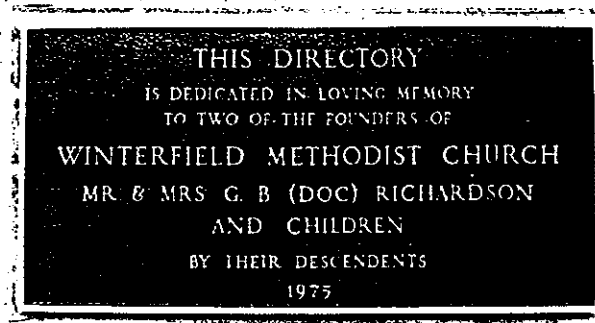 THIS DIRECTORY
IS DEDICATED IN LOVING MEMORY
TO TWO OF THE FOUNDERS OF
WINTERFIELD METHODIST CHURCH
MR & MRS G. B (DOC) RICHARDSON
AND CHILDREN
BY THEIR DESCENDENTS
1975